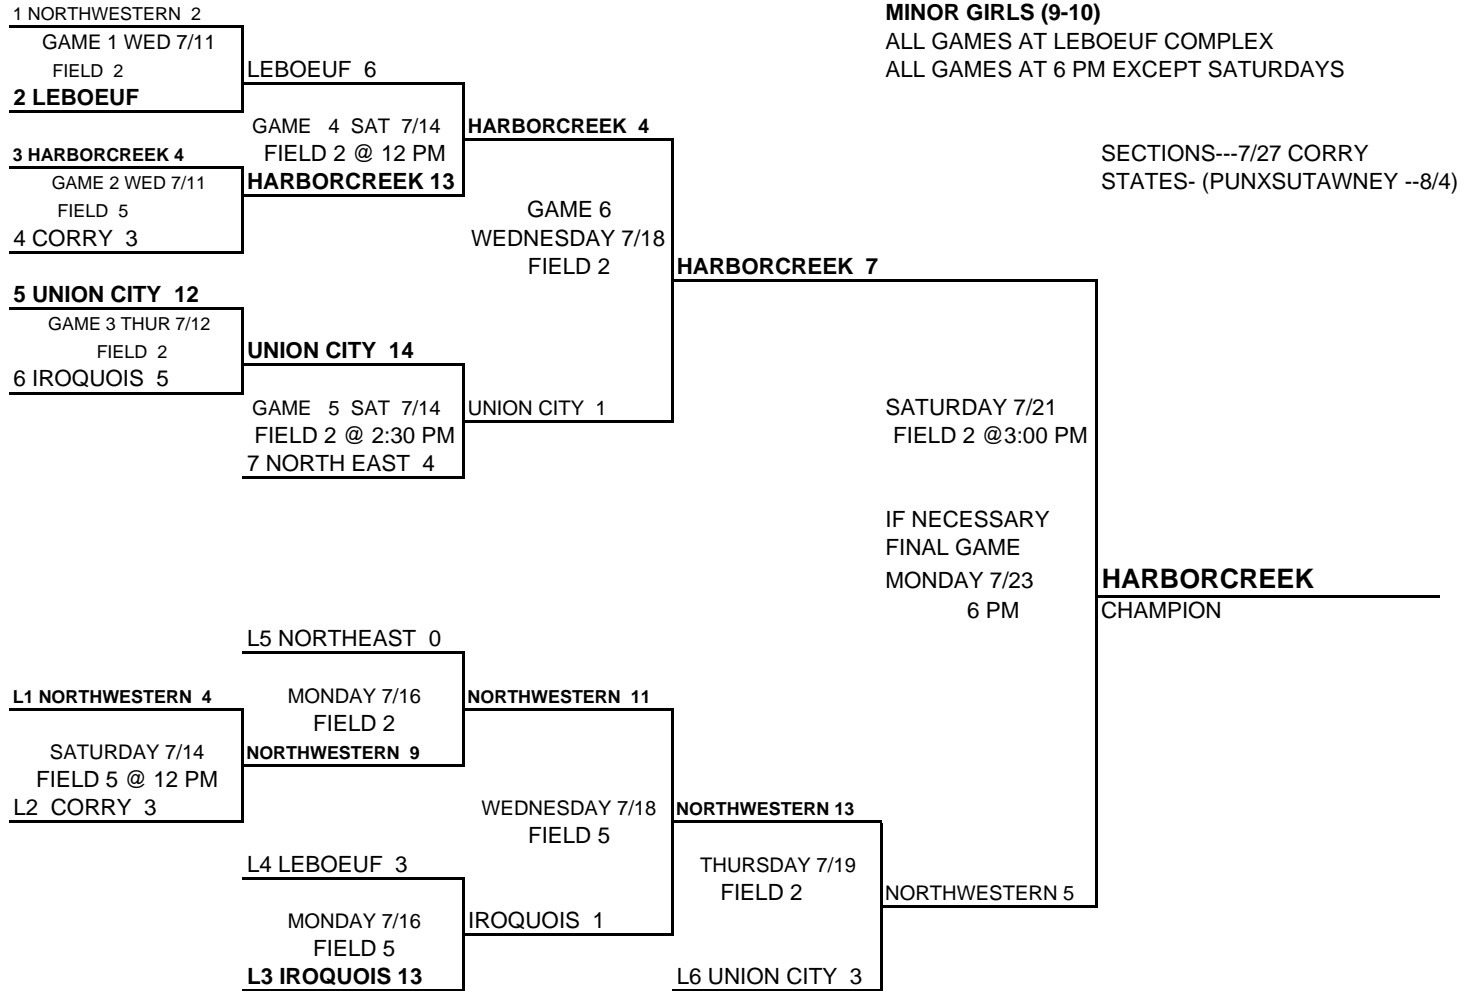 1 NORTHWESTERN 2
MINOR GIRLS (9-10)
GAME 1 WED 7/11
ALL GAMES AT LEBOEUF COMPLEX
FIELD 2
LEBOEUF 6
ALL GAMES AT 6 PM EXCEPT SATURDAYS
2 LEBOEUF
GAME 4 SAT 7/14
HARBORCREEK 4
3 HARBORCREEK 4
FIELD 2 @ 12 PM
SECTIONS---7/27 CORRY
GAME 2 WED 7/11
HARBORCREEK 13
STATES- (PUNXSUTAWNEY --8/4)
FIELD 5
GAME 6
4 CORRY 3
WEDNESDAY 7/18
FIELD 2
HARBORCREEK 7
5 UNION CITY 12
GAME 3 THUR 7/12
FIELD 2
UNION CITY 14
6 IROQUOIS 5
GAME 5 SAT 7/14
UNION CITY 1
SATURDAY 7/21
FIELD 2 @ 2:30 PM
FIELD 2 @3:00 PM
7 NORTH EAST 4
IF NECESSARY
FINAL GAME
MONDAY 7/23
HARBORCREEK
6 PM
CHAMPION
L5 NORTHEAST 0
L1 NORTHWESTERN 4
MONDAY 7/16
NORTHWESTERN 11
FIELD 2
SATURDAY 7/14
NORTHWESTERN 9
FIELD 5 @ 12 PM
L2 CORRY 3
WEDNESDAY 7/18
NORTHWESTERN 13
FIELD 5
L4 LEBOEUF 3
THURSDAY 7/19
FIELD 2
NORTHWESTERN 5
MONDAY 7/16
IROQUOIS 1
FIELD 5
L3 IROQUOIS 13
L6 UNION CITY 3